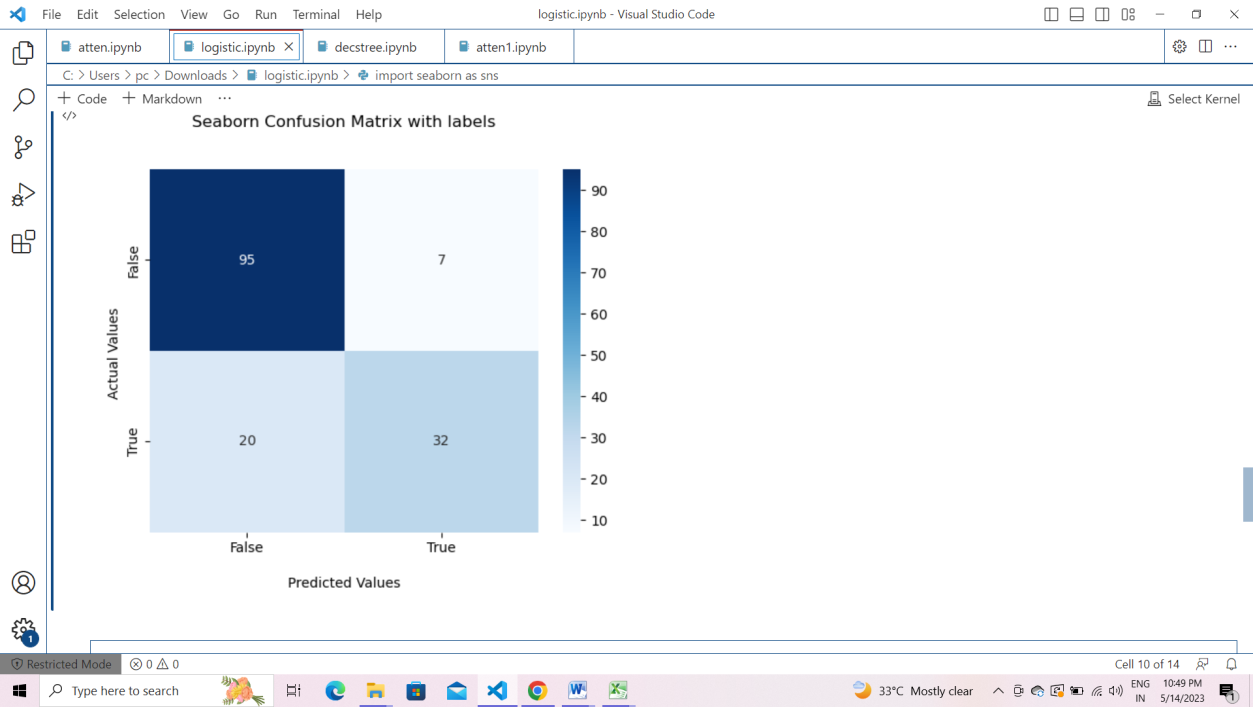 File Edit Selection View Go Run Terminal Help logistic.ipynb - Visual Studio Code
atten.ipynb logistic.ipynb decstree.ipynb atten1.ipynb
C: > Users > pc > Downloads > logistic.ipynb > import seaborn as sns
+ Code + Markdown ... Select Kernel
Seaborn Confusion Matrix with labels
95 7
20 32
False
True
Actual Values
False True
Predicted Values
90
80
70
60
50
40
30
20
10
1
Restricted Mode 0 0 Cell 10 of 14
Type here to search 33°C Mostly clear ENG 10:49 PM
IN 5/14/2023 1